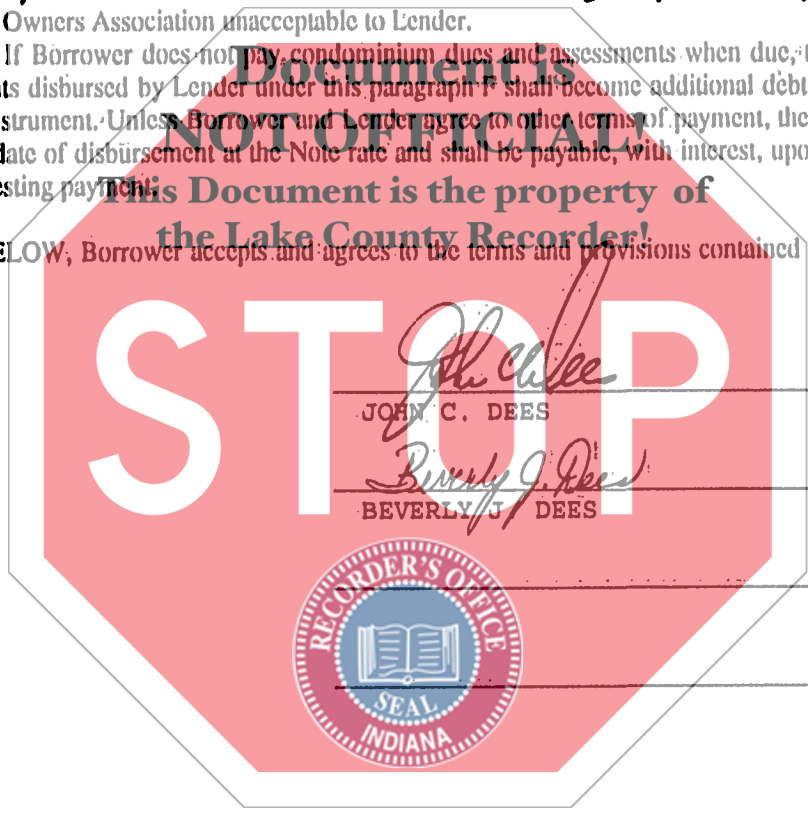 Owners Association unacceptable to Lender.
If Borrower does not pay condominium dues and assessments when due,
ts disbursed by Lender under this paragraph F shall become additional debt
strument. Unless Borrower and Lender agree to other terms of payment, the
date of disbursement at the Note rate and shall be payable, with interest, upo
esting payment.
ELOW, Borrower accepts and agrees to the terms and provisions contained
Document is
NOT OFFICIAL!
This Document is the property of
the Lake County Recorder!
STOP
John C Dees
JOHN C. DEES
Beverly J. Dees
BEVERLY J. DEES
RECORDER'S OFFICE
SEAL
INDIANA